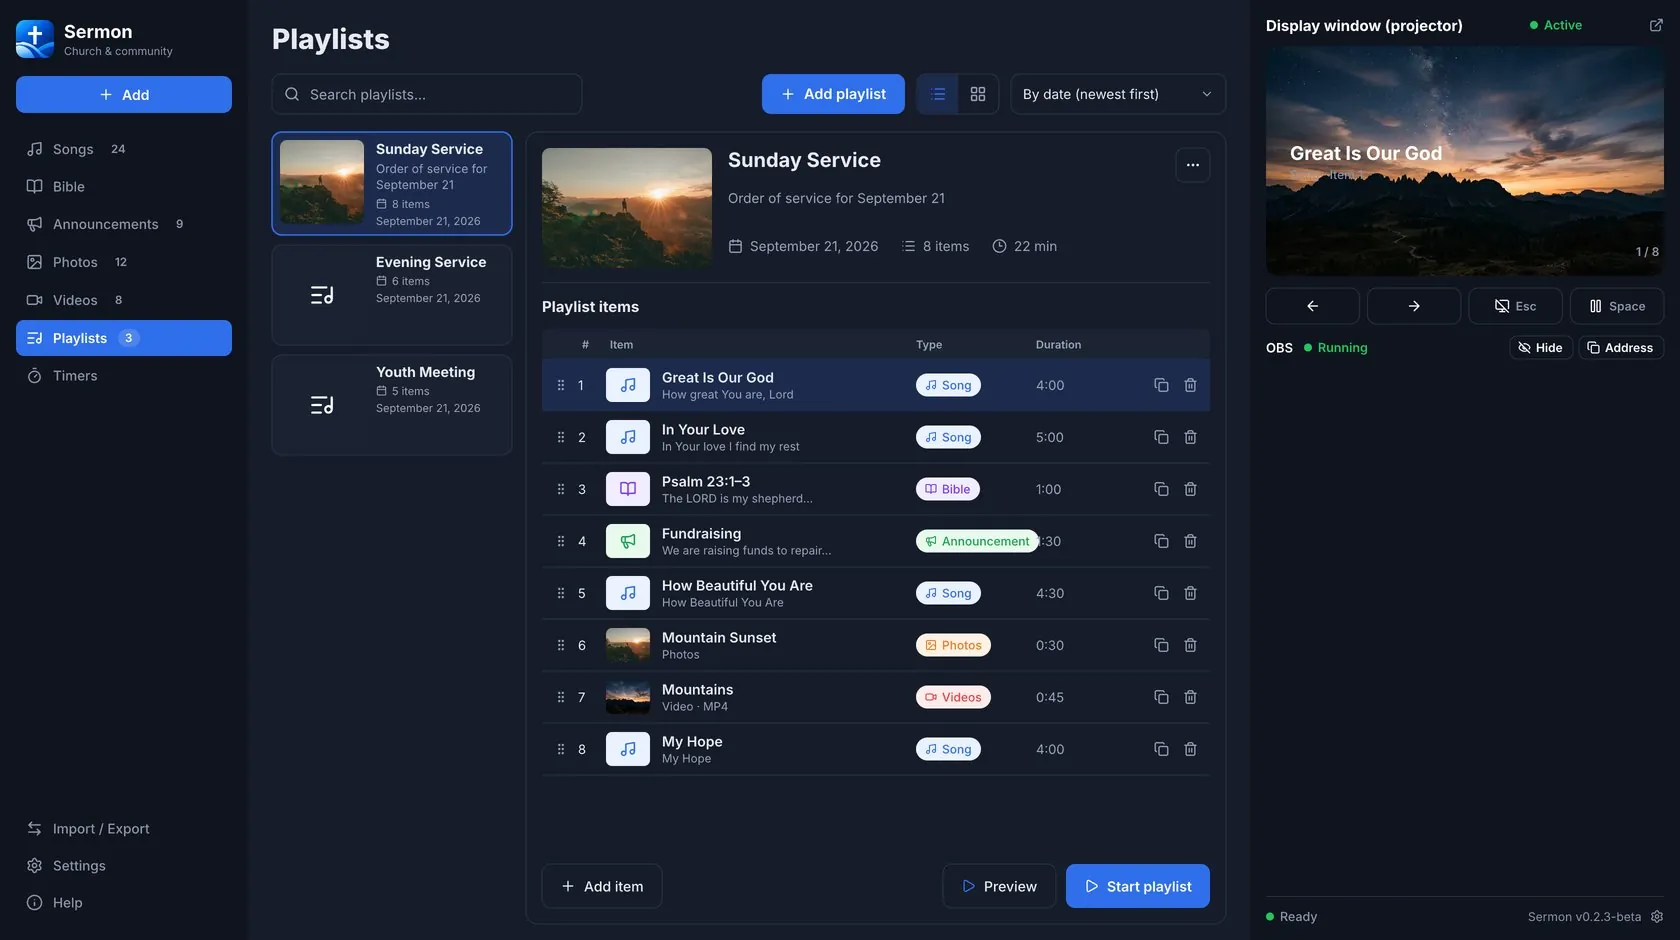 Sermon
Church & community
Add
Songs 24
Bible
Announcements 9
Photos 12
Videos 8
Playlists 3
Timers
Import / Export
Settings
Help
Playlists
Search playlists...
Add playlist
By date (newest first)
Sunday Service
Order of service for
September 21
8 items
September 21, 2026
Evening Service
6 items
September 21, 2026
Youth Meeting
5 items
September 21, 2026
Sunday Service
Order of service for September 21
September 21, 2026 8 items 22 min
Playlist items
# Item Type Duration
1 Great Is Our God Song 4:00
How great You are, Lord
2 In Your Love Song 5:00
In Your love I find my rest
3 Psalm 23:1–3 Bible 1:00
The LORD is my shepherd...
4 Fundraising Announcement :30
We are raising funds to repair...
5 How Beautiful You Are Song 4:30
How Beautiful You Are
6 Mountain Sunset Photos 0:30
Photos
7 Mountains Videos 0:45
Video · MP4
8 My Hope Song 4:00
My Hope
Add item
Preview
Start playlist
Display window (projector) Active
Great Is Our God
1 / 8
Esc
Space
OBS Running Hide Address
Ready Sermon v0.2.3-beta